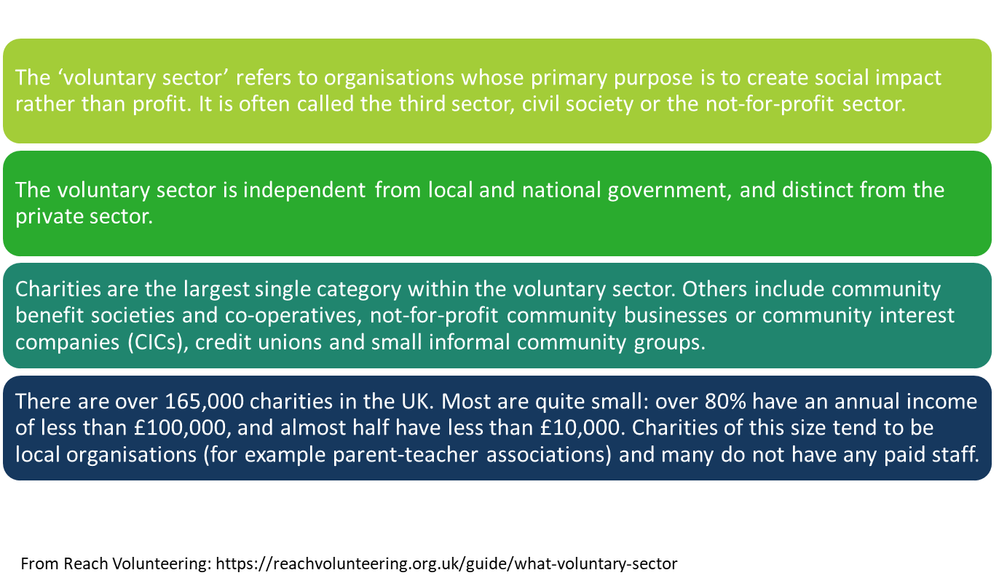 The ‘voluntary sector’ refers to organisations whose primary purpose is to create social impact
rather than profit. It is often called the third sector, civil society or the not-for-profit sector.
The voluntary sector is independent from local and national government, and distinct from the
private sector.
Charities are the largest single category within the voluntary sector. Others include community
benefit societies and co-operatives, not-for-profit community businesses or community interest
companies (CICs), credit unions and small informal community groups.
There are over 165,000 charities in the UK. Most are quite small: over 80% have an annual income
of less than £100,000, and almost half have less than £10,000. Charities of this size tend to be
local organisations (for example parent-teacher associations) and many do not have any paid staff.
From Reach Volunteering: https://reachvolunteering.org.uk/guide/what-voluntary-sector